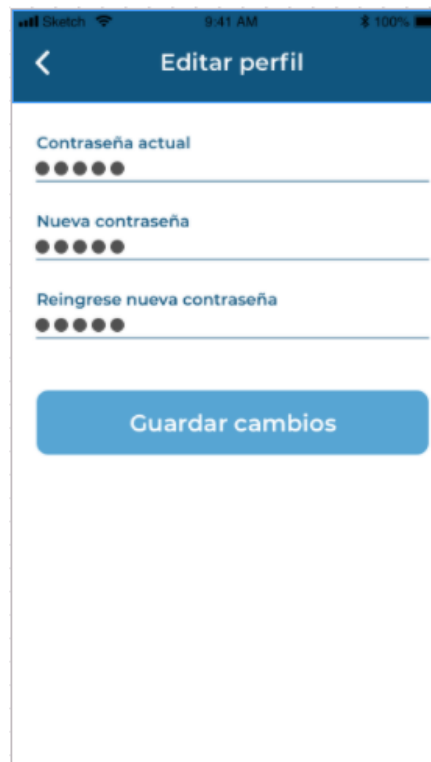 Sketch 9:41 AM 100%
Editar perfil
Contraseña actual
●●●●●
Nueva contraseña
●●●●●
Reingrese nueva contraseña
●●●●●
Guardar cambios